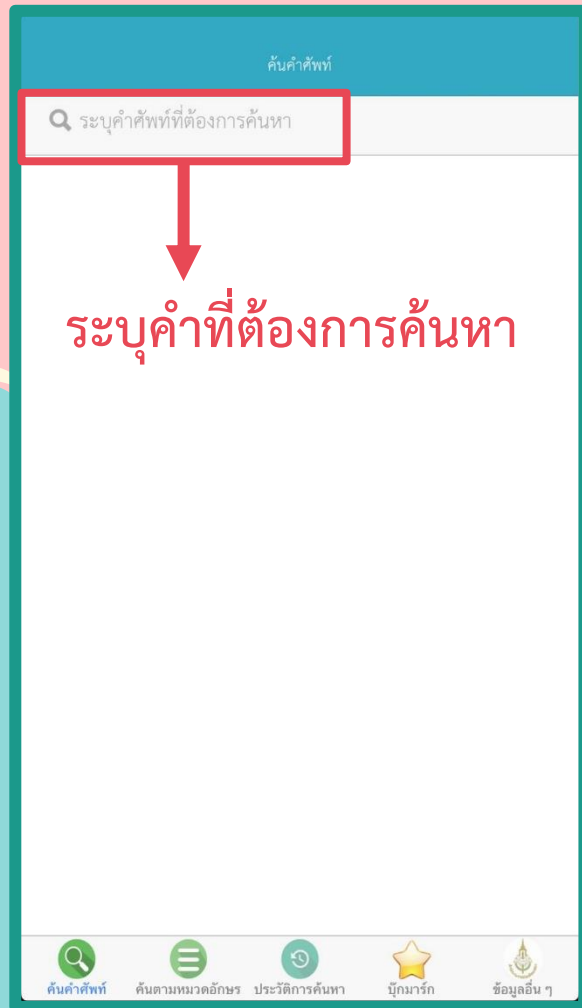 ค้นคำศัพท์
ระบุคำศัพท์ที่ต้องการค้นหา
ระบุคำที่ต้องการค้นหา
ค้นคำศัพท์ ค้นตามหมวดอักษร ประวัติการค้นหา บุ๊กมาร์ก ข้อมูลอื่น ๆ